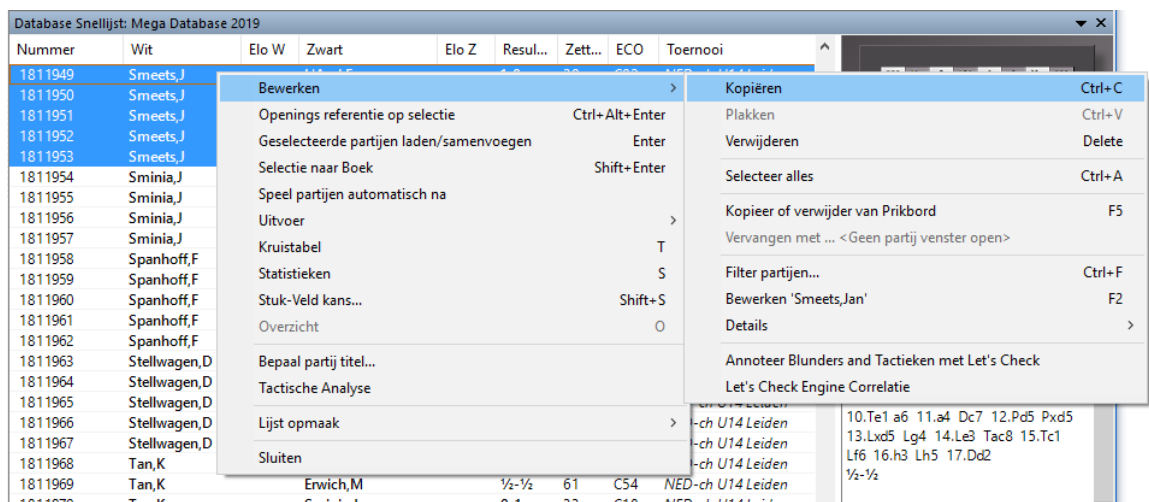 Database Snellijst: Mega Database 2019
Nummer Wit Elo W Zwart Elo Z Resul... Zett... ECO Toernooi
1811949 Smeets,J
1811950 Smeets,J
1811951 Smeets,J
1811952 Smeets,J
1811953 Smeets,J
1811954 Sminia,J
1811955 Sminia,J
1811956 Sminia,J
1811957 Sminia,J
1811958 Spanhoff,F
1811959 Spanhoff,F
1811960 Spanhoff,F
1811961 Spanhoff,F
1811962 Spanhoff,F
1811963 Stellwagen,D
1811964 Stellwagen,D
1811965 Stellwagen,D
1811966 Stellwagen,D -ch U14 Leiden
1811967 Stellwagen,D -ch U14 Leiden
1811968 Tan,K -ch U14 Leiden
1811969 Tan,K Erwich,M ½-½ 61 C54 NED-ch U14 Leiden
Bewerken
Openings referentie op selectie Ctrl+Alt+Enter
Geselecteerde partijen laden/samenvoegen Enter
Selectie naar Boek Shift+Enter
Speel partijen automatisch na
Uitvoer
Kruistabel T
Statistieken S
Stuk-Veld kans... Shift+S
Overzicht O
Bepaal partij titel...
Tactische Analyse
Lijst opmaak
Sluiten
Kopiëren Ctrl+C
Plakken Ctrl+V
Verwijderen Delete
Selecteer alles Ctrl+A
Kopieer of verwijder van Prikbord F5
Vervangen met ... <Geen partij venster open>
Filter partijen... Ctrl+F
Bewerken 'Smeets,Jan' F2
Details
Annoteer Blunders and Tactieken met Let's Check
Let's Check Engine Correlatie
10.Te1 a6 11.a4 Dc7 12.Pd5 Pxd5
13.Lxd5 Lg4 14.Le3 Tac8 15.Tc1
Lf6 16.h3 Lh5 17.Dd2
½-½